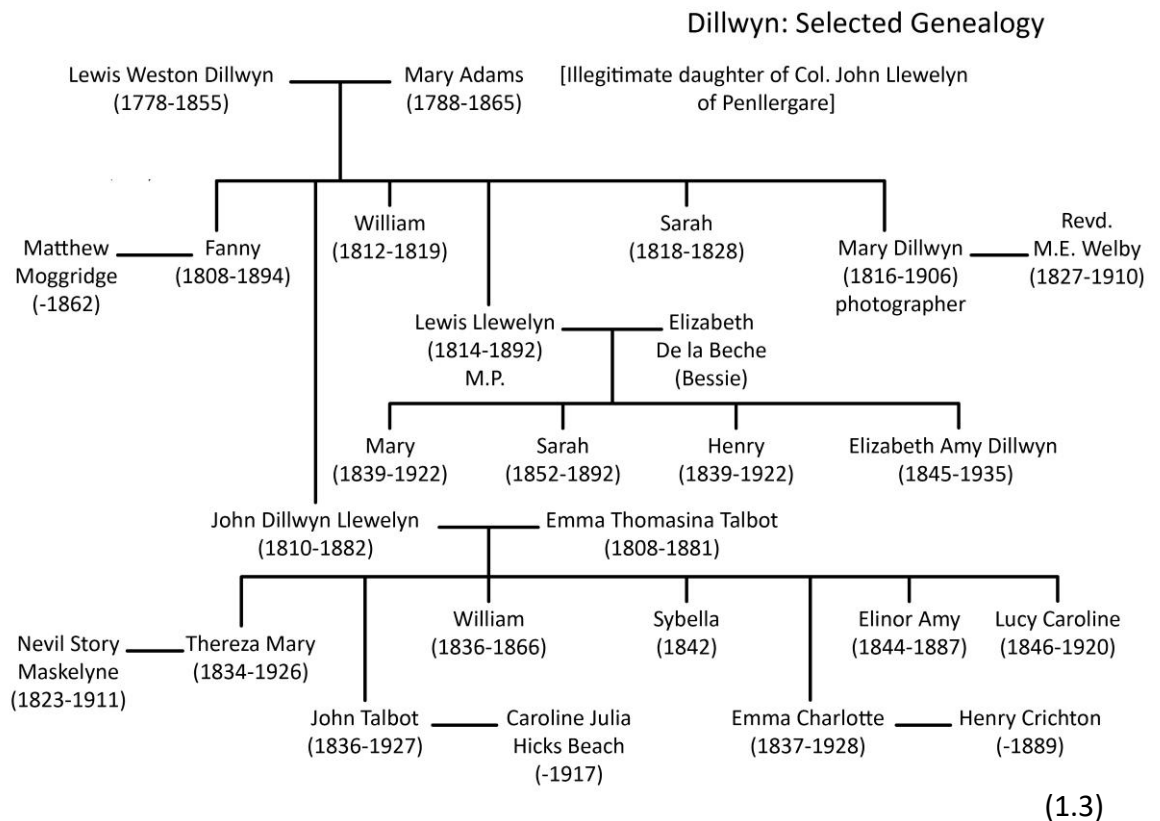 Dillwyn: Selected Genealogy
Lewis Weston Dillwyn
(1778-1855)
Mary Adams
(1788-1865)
[Illegitimate daughter of Col. John Llewelyn
of Penllergare]
Matthew
Moggridge
(-1862)
Fanny
(1808-1894)
William
(1812-1819)
Sarah
(1818-1828)
Mary Dillwyn
(1816-1906)
photographer
Revd.
M.E. Welby
(1827-1910)
Lewis Llewelyn
(1814-1892)
M.P.
Elizabeth
De la Beche
(Bessie)
Mary
(1839-1922)
Sarah
(1852-1892)
Henry
(1839-1922)
Elizabeth Amy Dillwyn
(1845-1935)
John Dillwyn Llewelyn
(1810-1882)
Emma Thomasina Talbot
(1808-1881)
Nevil Story
Maskelyne
(1823-1911)
Thereza Mary
(1834-1926)
William
(1836-1866)
Sybella
(1842)
Elinor Amy
(1844-1887)
Lucy Caroline
(1846-1920)
John Talbot
(1836-1927)
Caroline Julia
Hicks Beach
(-1917)
Emma Charlotte
(1837-1928)
Henry Crichton
(-1889)
(1.3)